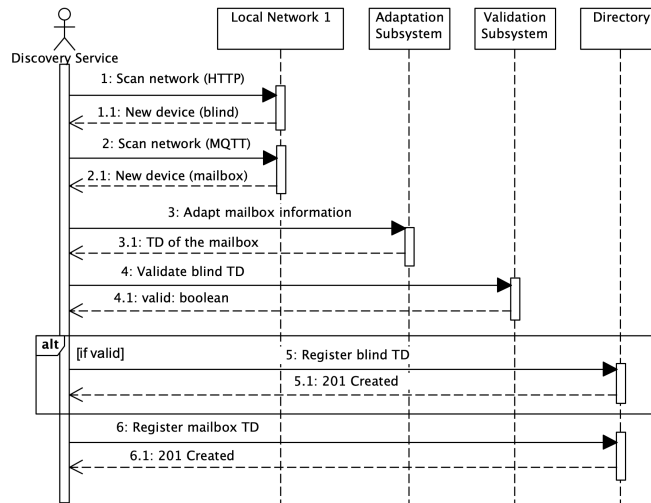 Local Network 1
Adaptation
Subsystem
Validation
Subsystem
Directory
Discovery Service
1: Scan network (HTTP)
1.1: New device (blind)
2: Scan network (MQTT)
2.1: New device (mailbox)
3: Adapt mailbox information
3.1: TD of the mailbox
4: Validate blind TD
4.1: valid: boolean
alt
[if valid]
5: Register blind TD
5.1: 201 Created
6: Register mailbox TD
6.1: 201 Created